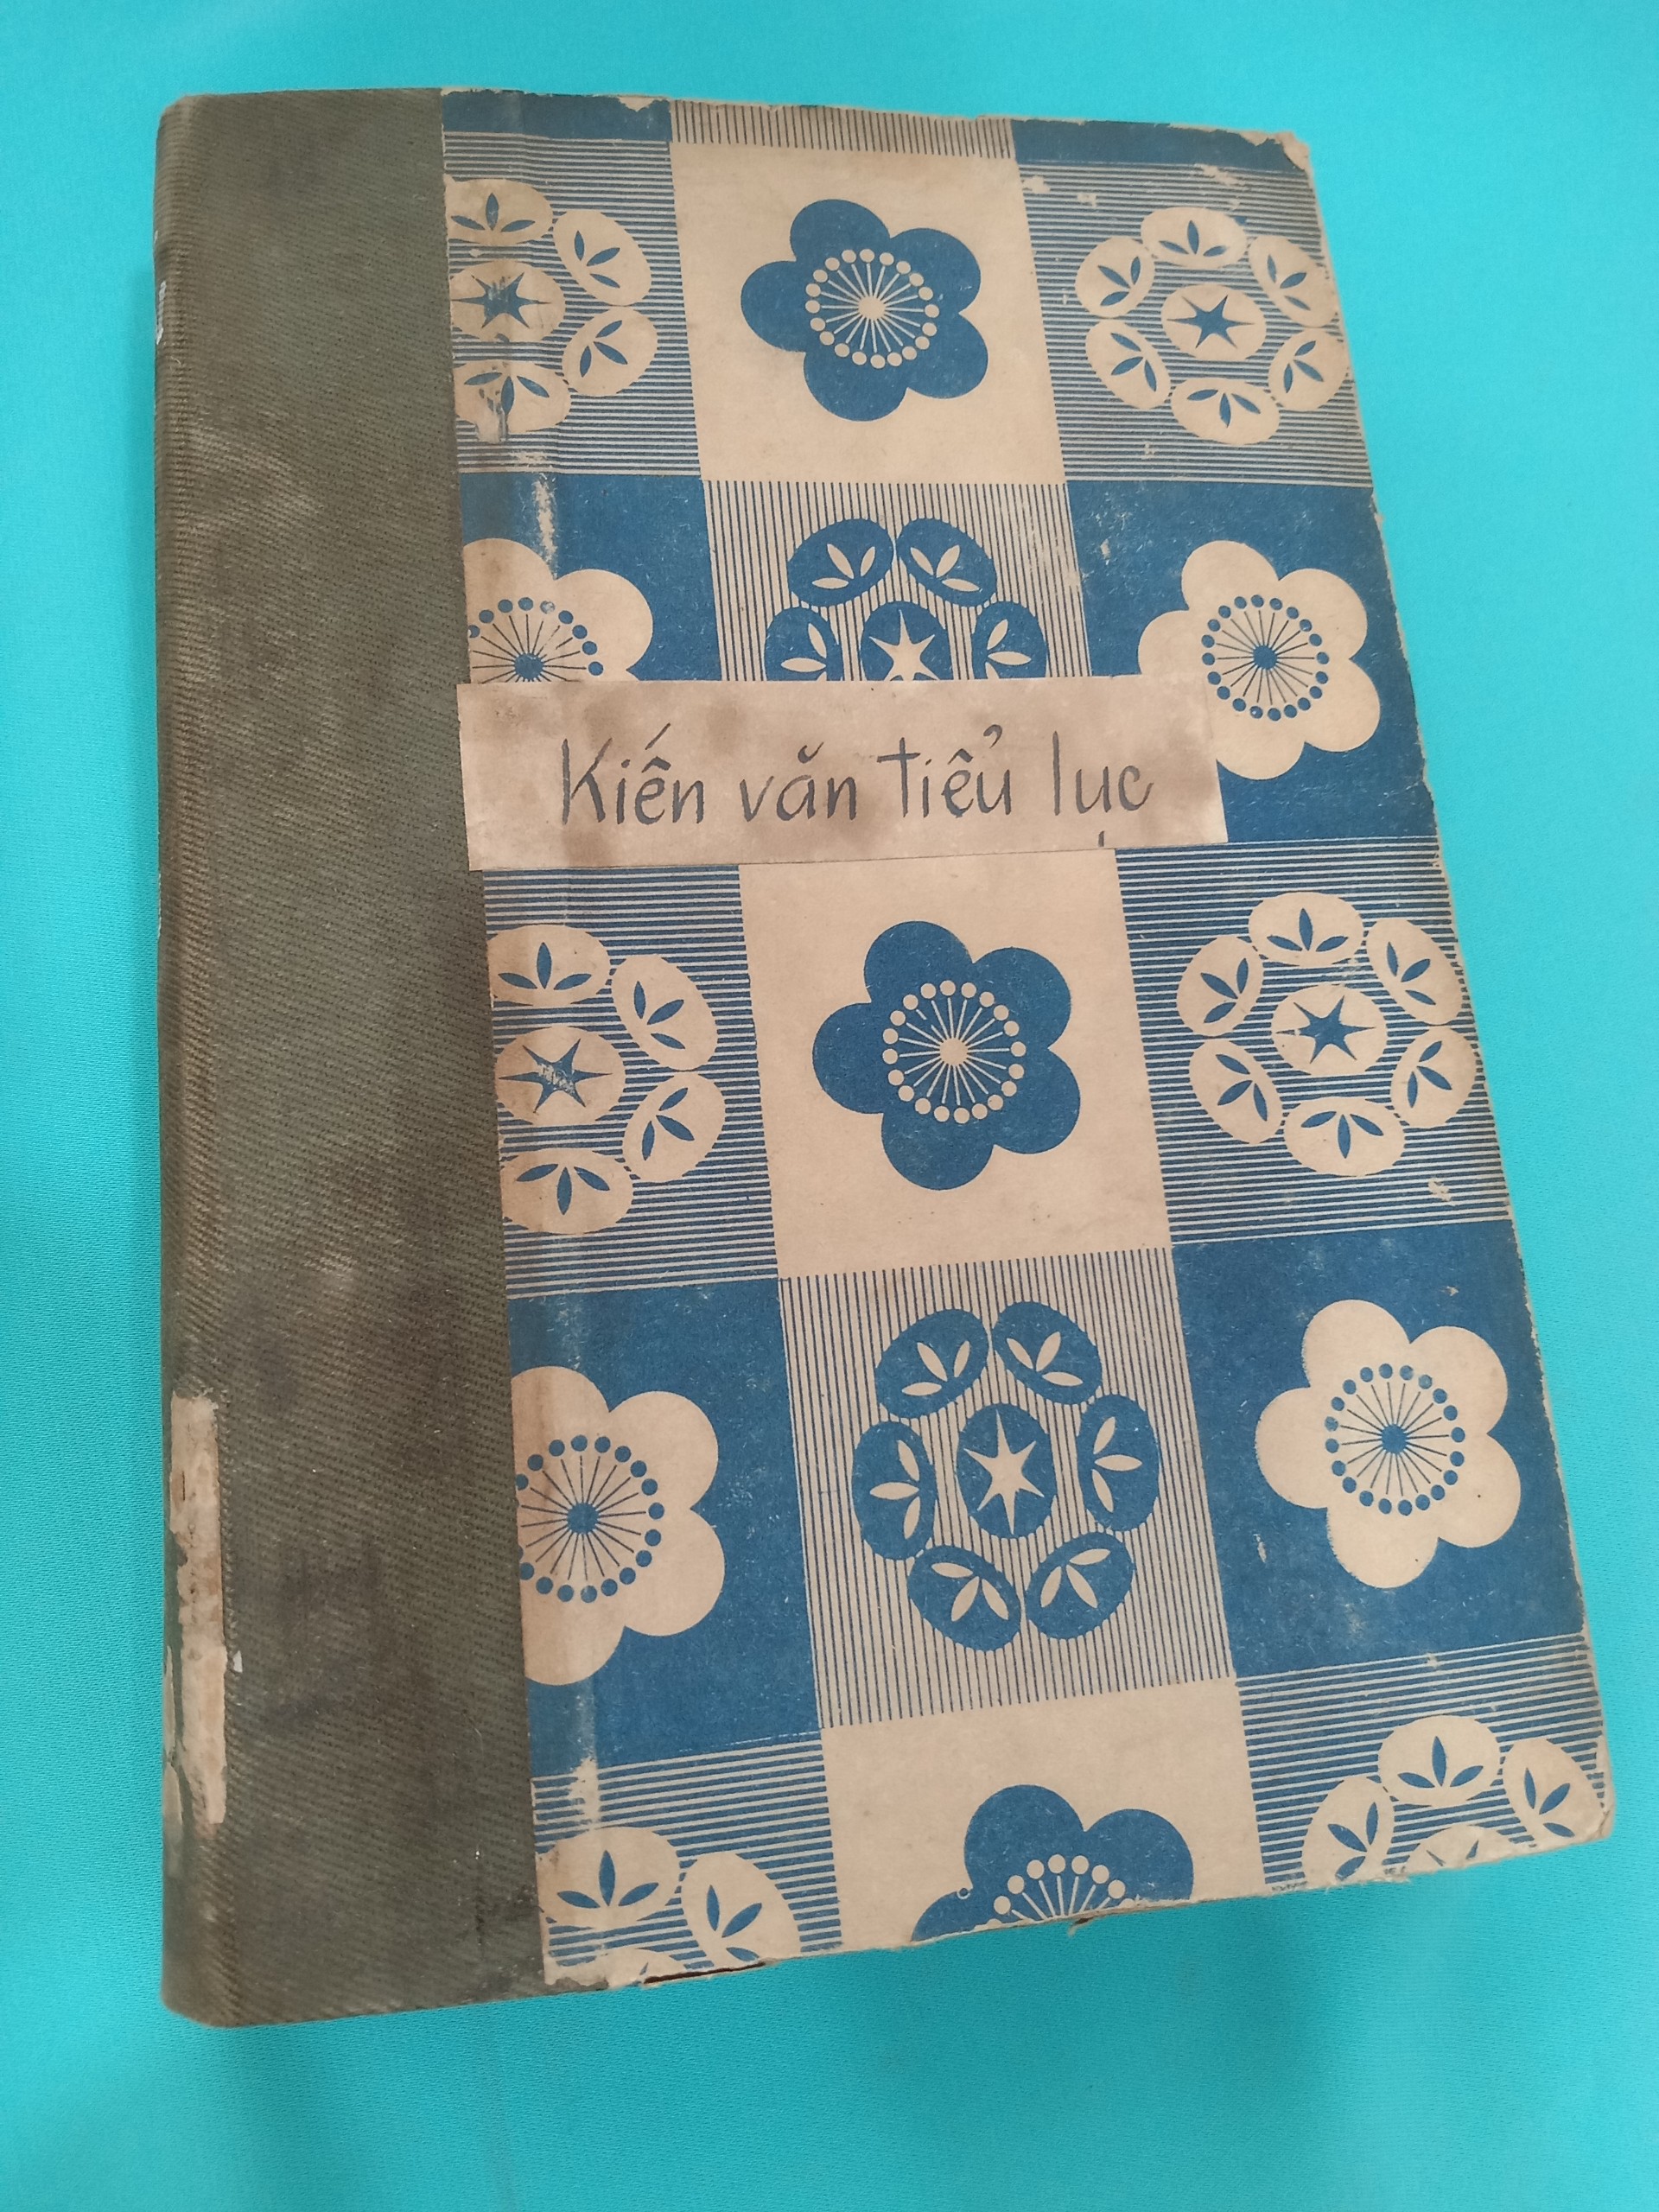 Kiến văn tiểu lục